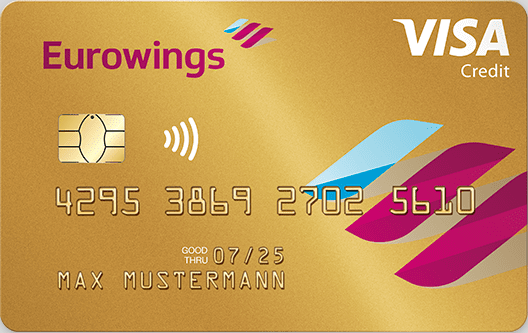 Eurowings
VISA
Credit
4295 3869 2702 5610
GOOD
THRU 07/25
MAX MUSTERMANN